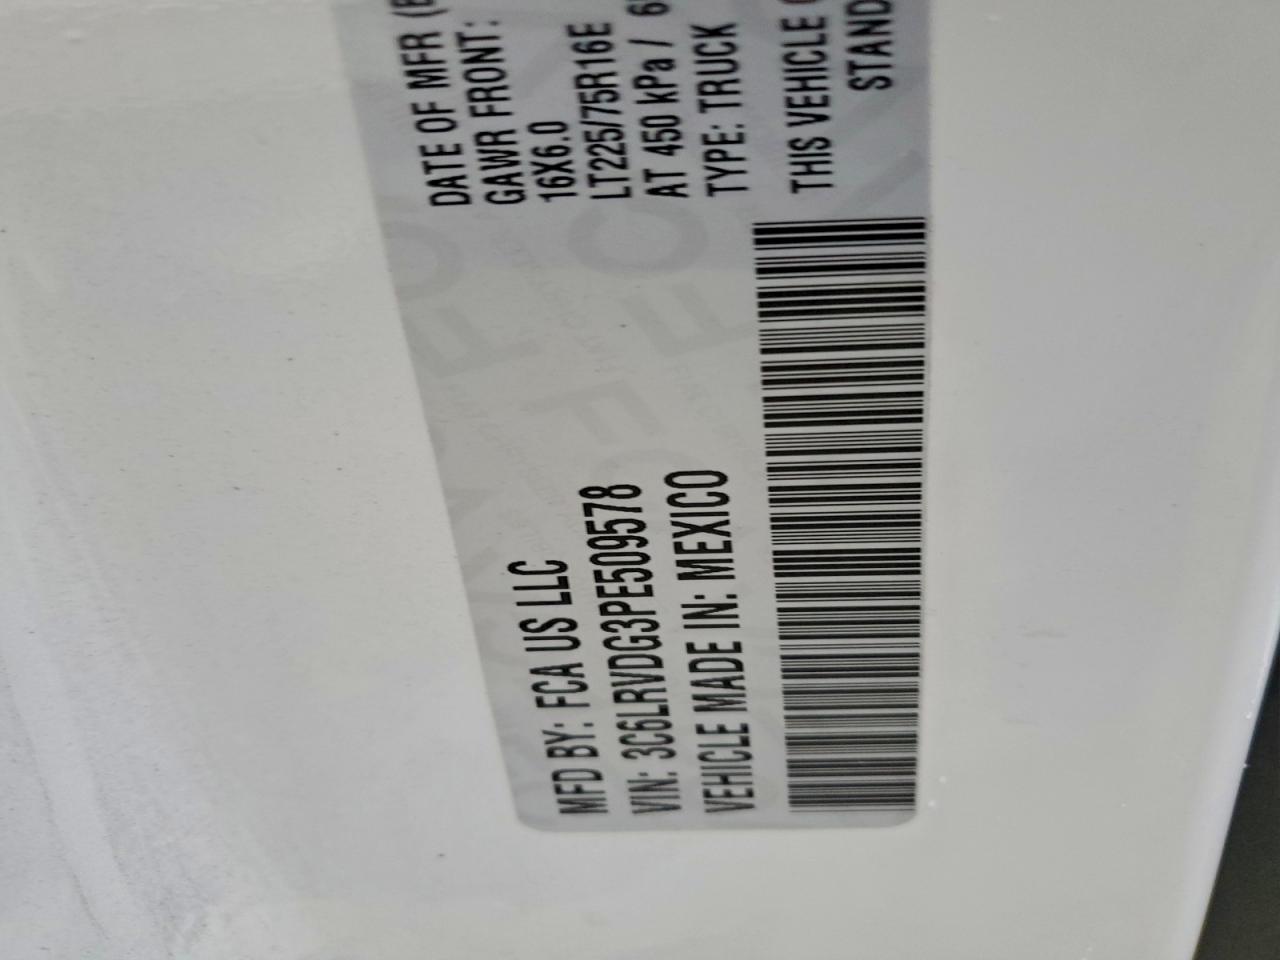 MFD BY: FCA US LLC
VIN: 3C6LRVDG3PE509578
VEHICLE MADE IN: MEXICO
DATE OF MFR
GAWR FRONT:
16X6.0
LT225/75R16E
AT 450 kPa /
TYPE: TRUCK
THIS VEHICLE
STAND